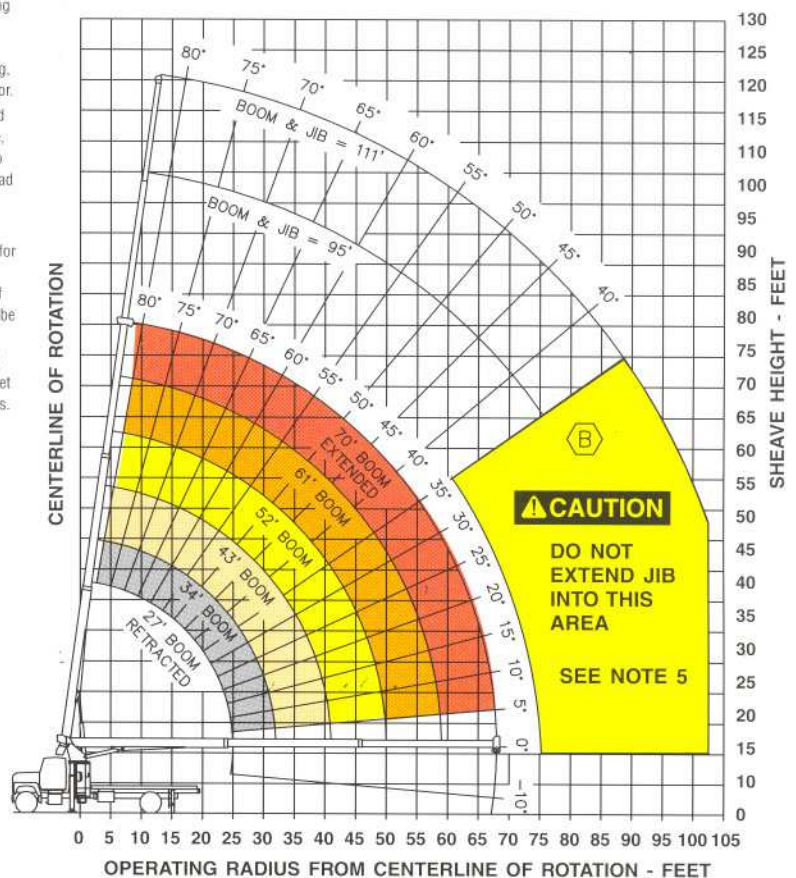 ng
g,
or.
d
ad
for
f
be
et
s.
CENTERLINE OF ROTATION
80° 75° 70° 65° 60° 55° 50° 45° 40°
BOOM & JIB = 111'
BOOM & JIB = 95'
80° 75° 70° 65° 60° 55° 50° 45° 40° 35° 30° 25° 20° 15° 10° 5° 0° -10°
70' BOOM
EXTENDED
61' BOOM
52' BOOM
43' BOOM
34' BOOM
27' BOOM
RETRACTED
B
CAUTION
DO NOT
EXTEND JIB
INTO THIS
AREA
SEE NOTE 5
130
125
120
115
110
105
100
95
90
85
80
75
70
65
60
55
50
45
40
35
30
25
20
15
10
0
SHEAVE HEIGHT - FEET
0 5 10 15 20 25 30 35 40 45 50 55 60 65 70 75 80 85 90 95 100 105
OPERATING RADIUS FROM CENTERLINE OF ROTATION - FEET